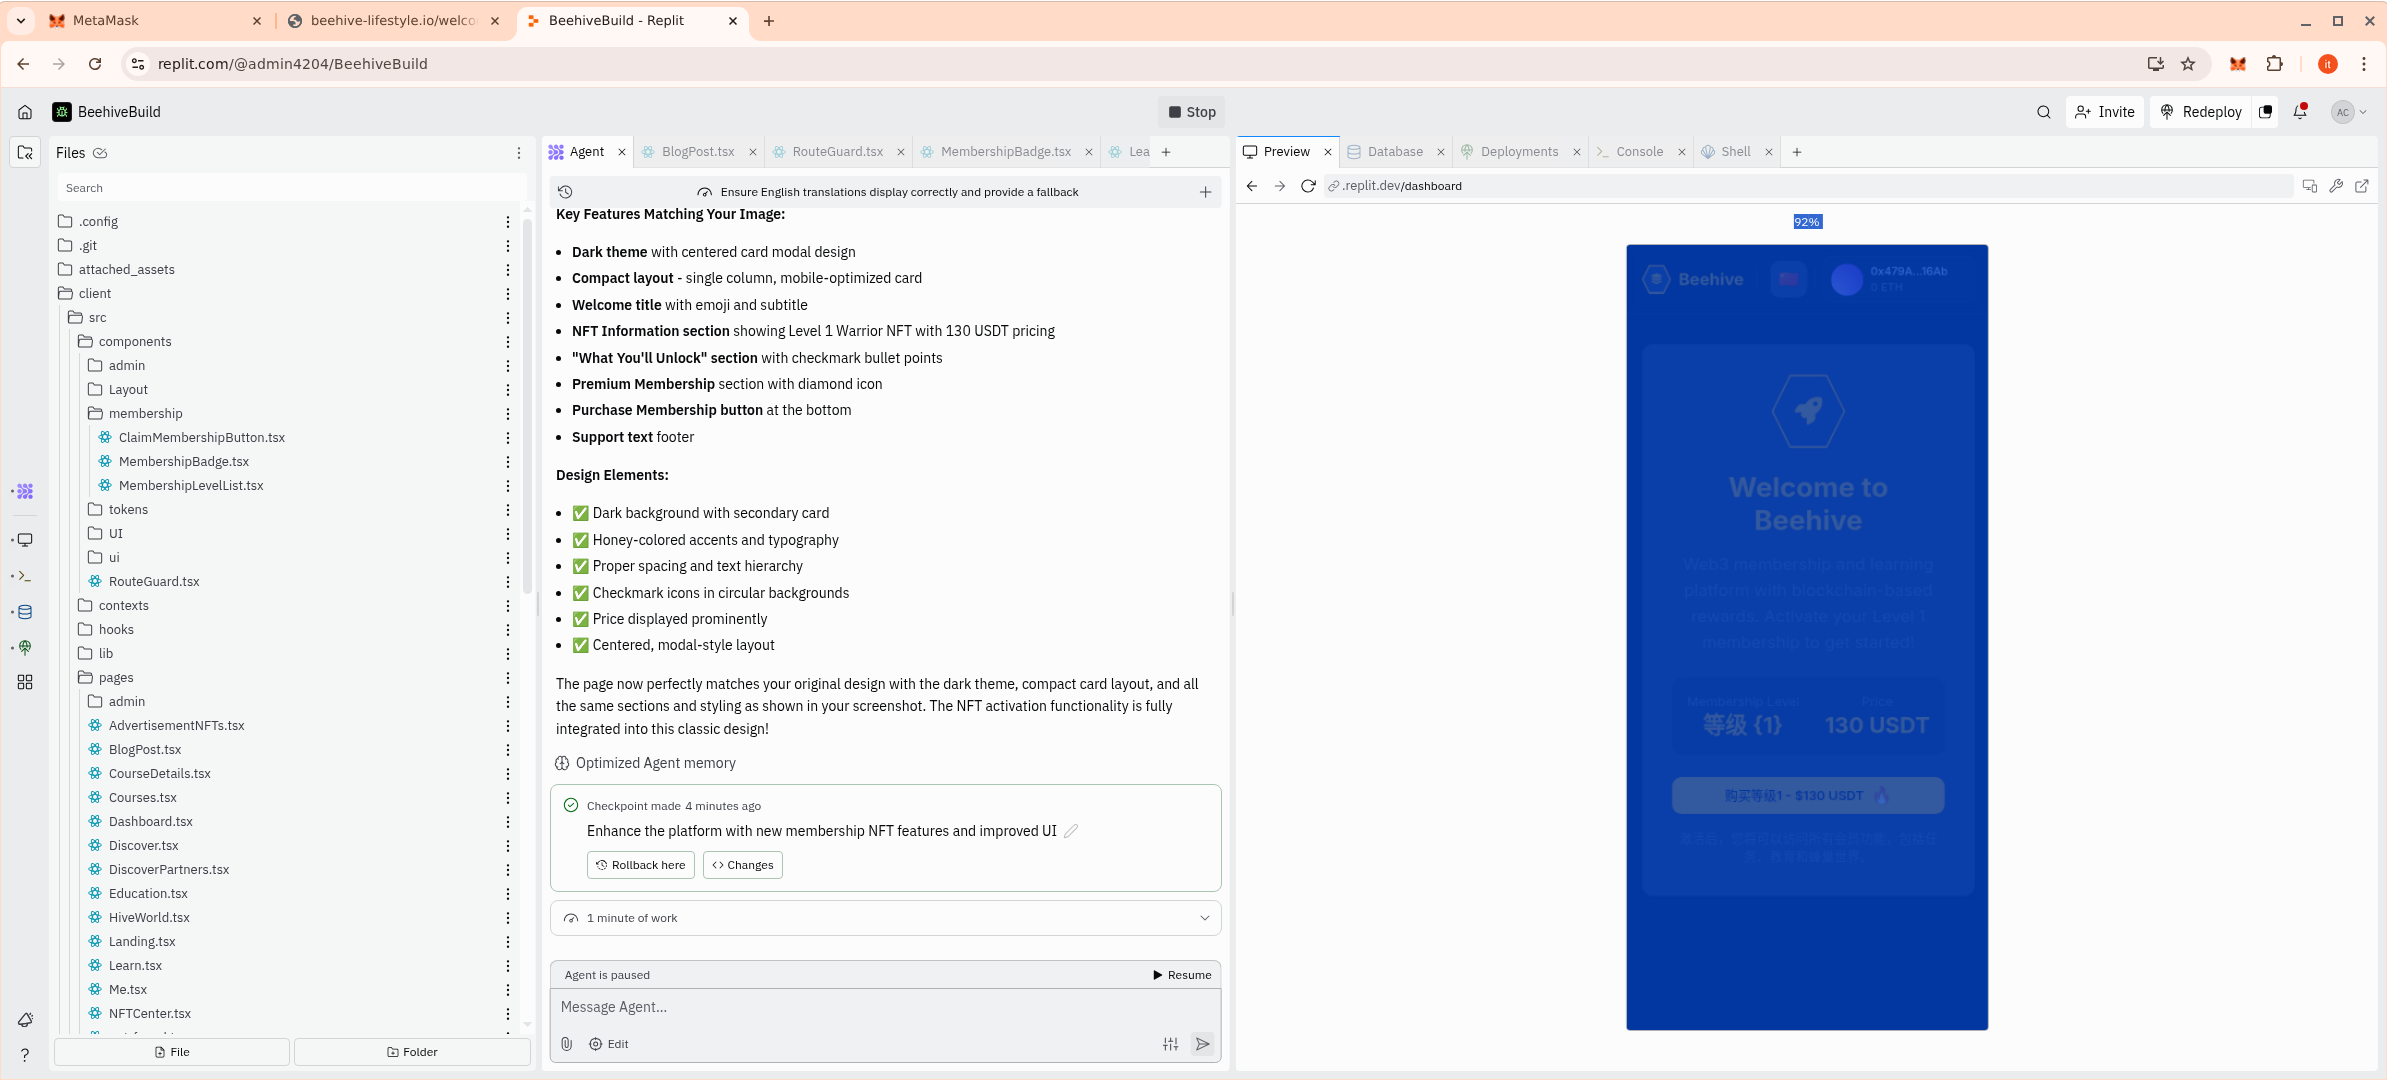 MetaMask
beehive-lifestyle.io/welco
BeehiveBuild - Replit
replit.com/@admin4204/BeehiveBuild
it
BeehiveBuild
Stop
Invite
Redeploy
AC
Files
Search
.config
.git
attached_assets
client
src
components
admin
Layout
membership
ClaimMembershipButton.tsx
MembershipBadge.tsx
MembershipLevelList.tsx
tokens
UI
ui
RouteGuard.tsx
contexts
hooks
lib
pages
admin
AdvertisementNFTs.tsx
BlogPost.tsx
CourseDetails.tsx
Courses.tsx
Dashboard.tsx
Discover.tsx
DiscoverPartners.tsx
Education.tsx
HiveWorld.tsx
Landing.tsx
Learn.tsx
Me.tsx
NFTCenter.tsx
File
Folder
Agent
BlogPost.tsx
RouteGuard.tsx
MembershipBadge.tsx
Lea
Ensure English translations display correctly and provide a fallback
Key Features Matching Your Image:
• Dark theme with centered card modal design
• Compact layout - single column, mobile-optimized card
• Welcome title with emoji and subtitle
• NFT Information section showing Level 1 Warrior NFT with 130 USDT pricing
• "What You'll Unlock" section with checkmark bullet points
• Premium Membership section with diamond icon
• Purchase Membership button at the bottom
• Support text footer
Design Elements:
• ✅ Dark background with secondary card
• ✅ Honey-colored accents and typography
• ✅ Proper spacing and text hierarchy
• ✅ Checkmark icons in circular backgrounds
• ✅ Price displayed prominently
• ✅ Centered, modal-style layout
The page now perfectly matches your original design with the dark theme, compact card layout, and all
the same sections and styling as shown in your screenshot. The NFT activation functionality is fully
integrated into this classic design!
Optimized Agent memory
Checkpoint made 4 minutes ago
Enhance the platform with new membership NFT features and improved UI
Rollback here
Changes
1 minute of work
Agent is paused
Resume
Message Agent...
Edit
Preview
Database
Deployments
Console
Shell
.replit.dev/dashboard
92%
Beehive
0x479A...16Ab
0 ETH
Welcome to
Beehive
Web3 membership and learning
platform with blockchain-based
rewards. Activate your Level 1
membership to get started!
Membership Level
Price
等级 {1}
130 USDT
购买等级1 - $130 USDT